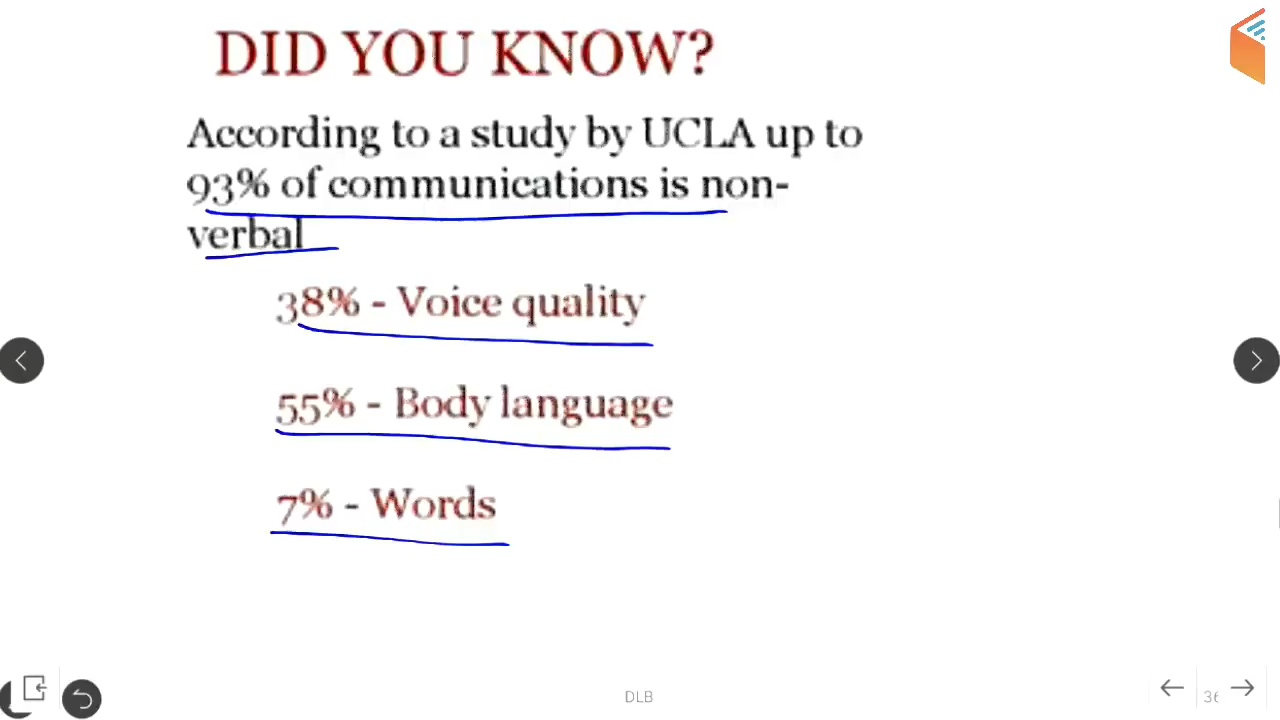 DID YOU KNOW?
According to a study by UCLA up to
93% of communications is non-
verbal
38% - Voice quality
55% - Body language
7% - Words
DLB
36